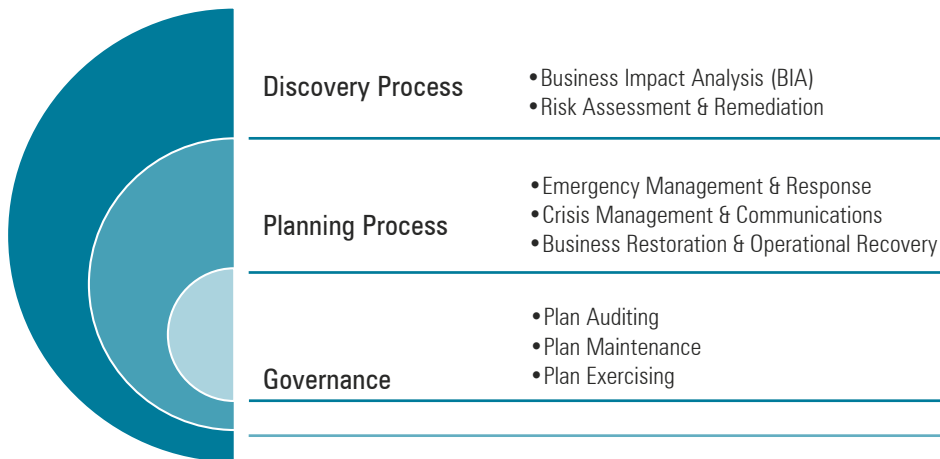 Discovery Process
•Business Impact Analysis (BIA)
•Risk Assessment & Remediation
Planning Process
•Emergency Management & Response
•Crisis Management & Communications
•Business Restoration & Operational Recovery
Governance
•Plan Auditing
•Plan Maintenance
•Plan Exercising